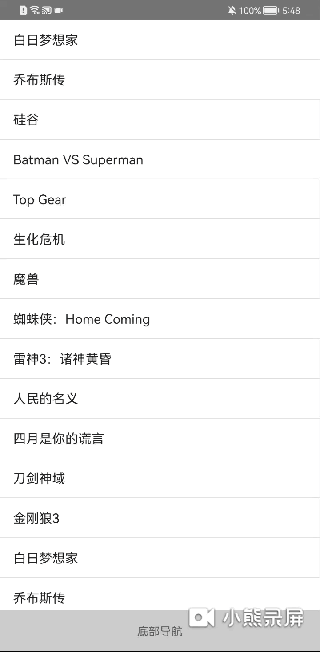 100% 5:48
白日梦想家
乔布斯传
硅谷
Batman VS Superman
Top Gear
生化危机
魔兽
蜘蛛侠：Home Coming
雷神3：诸神黄昏
人民的名义
四月是你的谎言
刀剑神域
金刚狼3
白日梦想家
乔布斯传
小熊录屏
底部导航